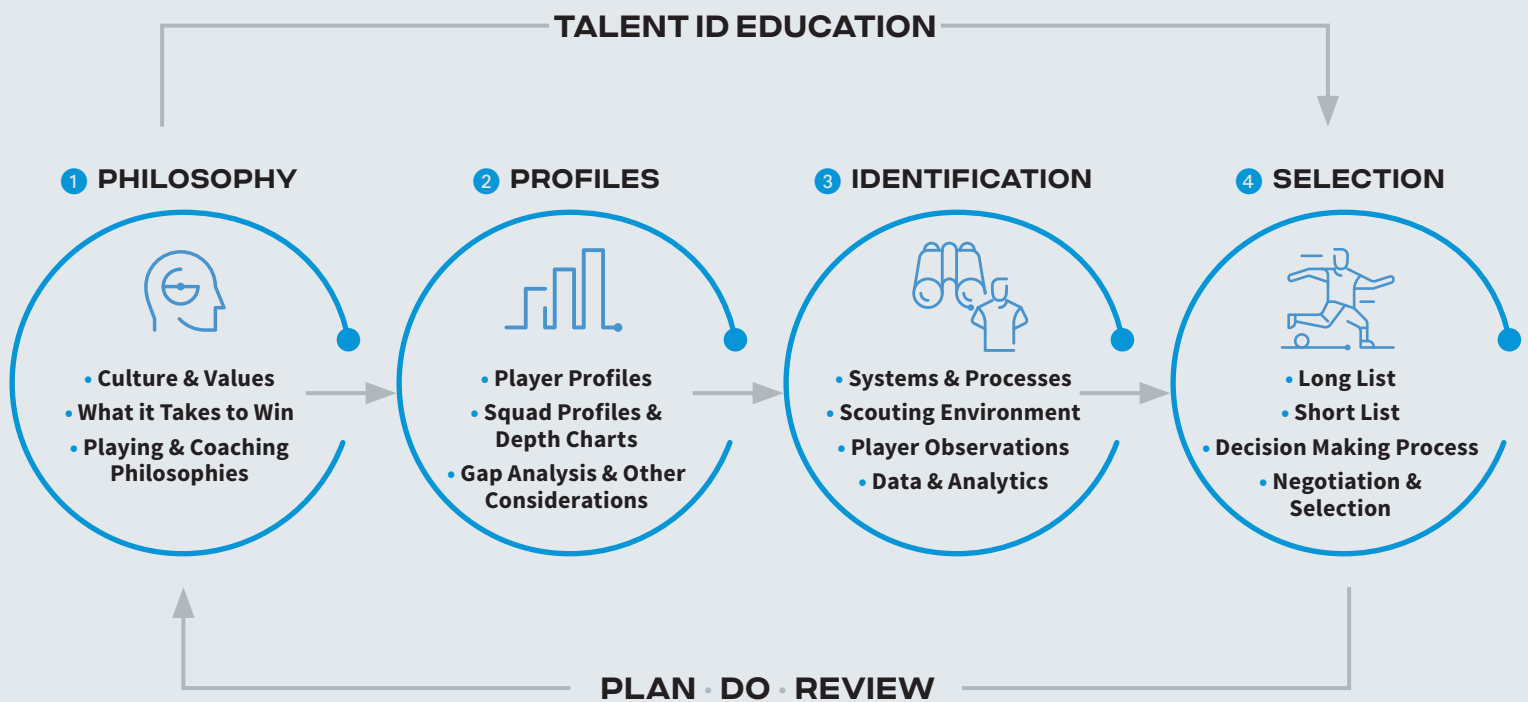 TALENT ID EDUCATION
1 PHILOSOPHY
• Culture & Values
• What it Takes to Win
• Playing & Coaching
Philosophies
2 PROFILES
• Player Profiles
• Squad Profiles &
Depth Charts
• Gap Analysis & Other
Considerations
3 IDENTIFICATION
• Systems & Processes
• Scouting Environment
• Player Observations
• Data & Analytics
4 SELECTION
• Long List
• Short List
• Decision Making Process
• Negotiation &
Selection
PLAN • DO • REVIEW